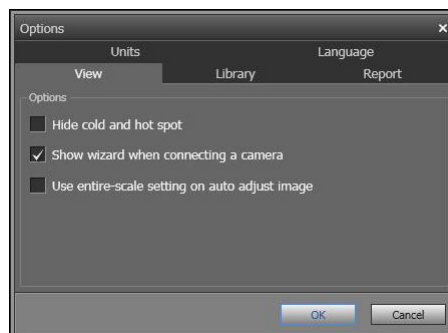 Options
Units Language
View Library Report
Options
Hide cold and hot spot
Show wizard when connecting a camera
Use entire-scale setting on auto adjust image
OK Cancel